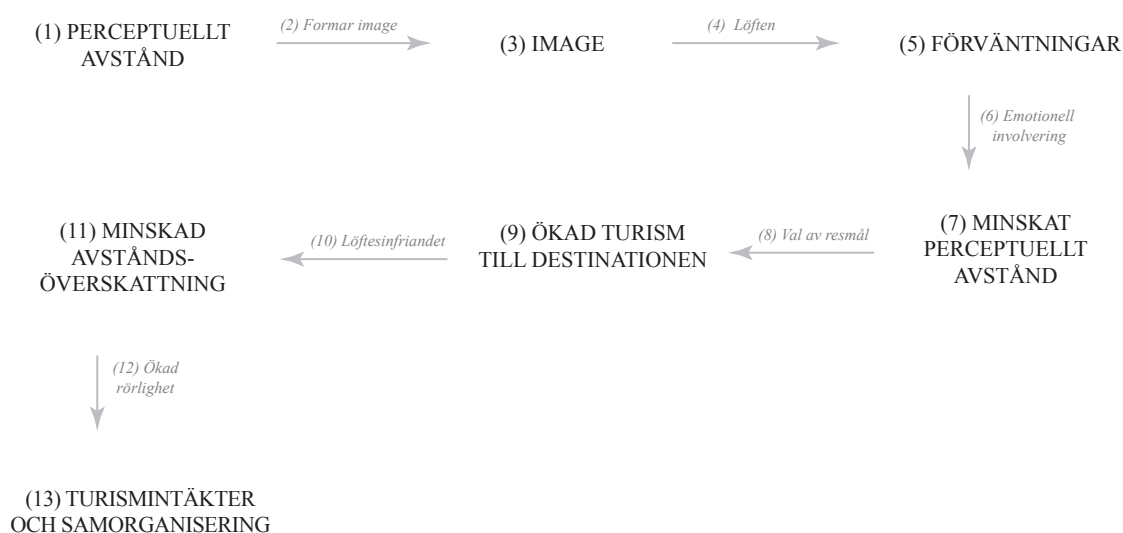 (1) PERCEPTUELLT
AVSTÅND
(2) Formar image
(3) IMAGE
(4) Löften
(5) FÖRVÄNTNINGAR
(6) Emotionell
involvering
(7) MINSKAT
PERCEPTUELLT
AVSTÅND
(8) Val av resmål
(9) ÖKAD TURISM
TILL DESTINATIONEN
(10) Löftesinfriandet
(11) MINSKAD
AVSTÅNDS-
ÖVERSKATTNING
(12) Ökad
rörlighet
(13) TURISMINTÄKTER
OCH SAMORGANISERING